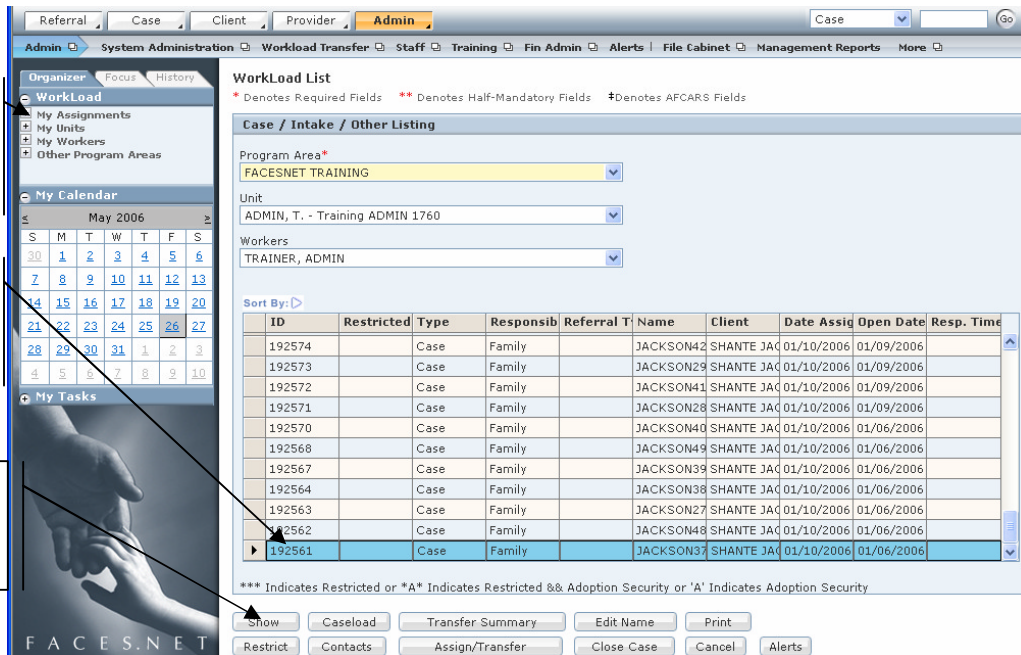 Referral Case Client Provider Admin Case Go
Admin System Administration Workload Transfer Staff Training Fin Admin Alerts File Cabinet Management Reports More
Organizer Focus History
WorkLoad
My Assignments
My Units
My Workers
Other Program Areas
My Calendar
< May 2006 >
S M T W T F S
30 1 2 3 4 5 6
7 8 9 10 11 12 13
14 15 16 17 18 19 20
21 22 23 24 25 26 27
28 29 30 31 1 2 3
4 5 6 7 8 9 10
My Tasks
FACES.NET
WorkLoad List
* Denotes Required Fields ** Denotes Half-Mandatory Fields ‡Denotes AFCARS Fields
Case / Intake / Other Listing
Program Area*
FACESNET TRAINING
Unit
ADMIN, T. - Training ADMIN 1760
Workers
TRAINER, ADMIN
Sort By:
ID Restricted Type Responsib Referral T Name Client Date Assig Open Date Resp. Time
192574 Case Family JACKSON42 SHANTE JAC 01/10/2006 01/09/2006
192573 Case Family JACKSON29 SHANTE JAC 01/10/2006 01/09/2006
192572 Case Family JACKSON41 SHANTE JAC 01/10/2006 01/09/2006
192571 Case Family JACKSON28 SHANTE JAC 01/10/2006 01/09/2006
192570 Case Family JACKSON40 SHANTE JAC 01/10/2006 01/06/2006
192568 Case Family JACKSON49 SHANTE JAC 01/10/2006 01/06/2006
192567 Case Family JACKSON39 SHANTE JAC 01/10/2006 01/06/2006
192564 Case Family JACKSON38 SHANTE JAC 01/10/2006 01/06/2006
192563 Case Family JACKSON27 SHANTE JAC 01/10/2006 01/06/2006
192562 Case Family JACKSON48 SHANTE JAC 01/10/2006 01/06/2006
192561 Case Family JACKSON37 SHANTE JAC 01/10/2006 01/06/2006
*** Indicates Restricted or *A* Indicates Restricted && Adoption Security or 'A' Indicates Adoption Security
Show Caseload Transfer Summary Edit Name Print
Restrict Contacts Assign/Transfer Close Case Cancel Alerts